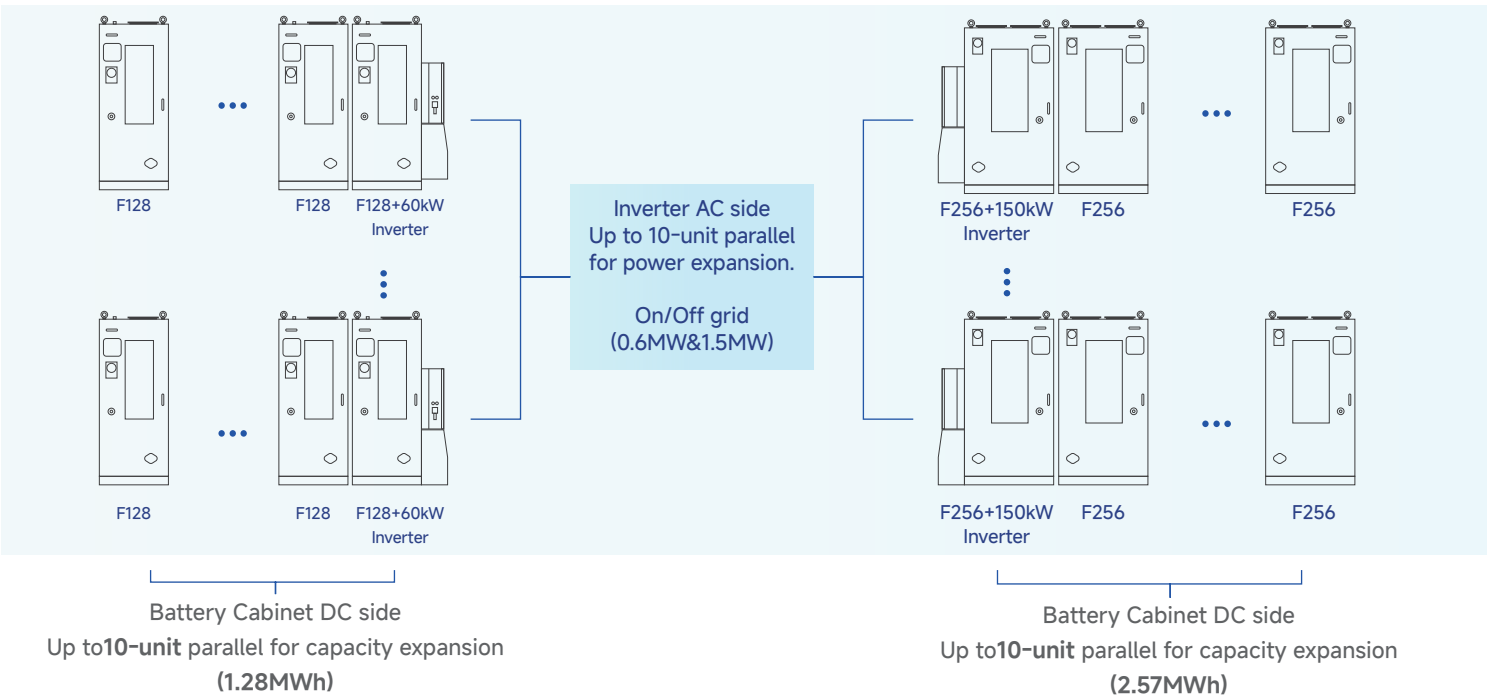 F128
F128
F128+60kW
Inverter
F256+150kW
Inverter
F256
F256
Inverter AC side
Up to 10-unit parallel
for power expansion.
On/Off grid
(0.6MW&1.5MW)
F128
F128
F128+60kW
Inverter
F256+150kW
Inverter
F256
F256
Battery Cabinet DC side
Up to10-unit parallel for capacity expansion
(1.28MWh)
Battery Cabinet DC side
Up to10-unit parallel for capacity expansion
(2.57MWh)